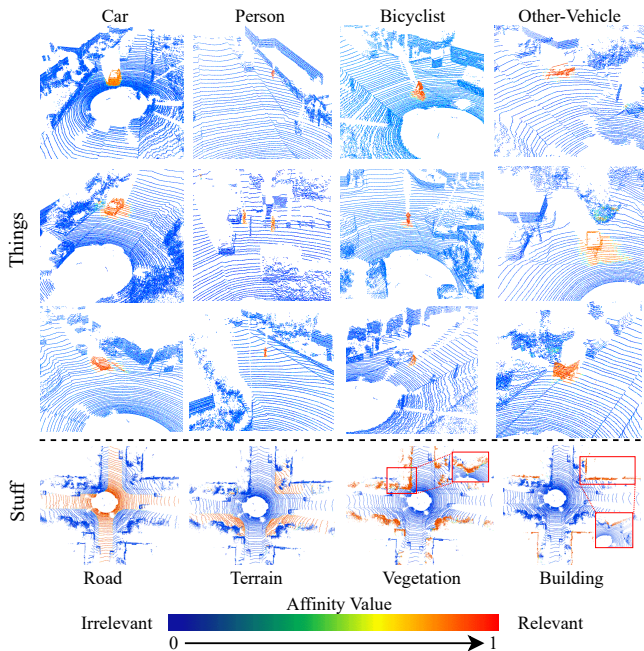 Car Person Bicyclist Other-Vehicle
Things
Stuff
Road Terrain Vegetation Building
Affinity Value
Irrelevant Relevant
0 1